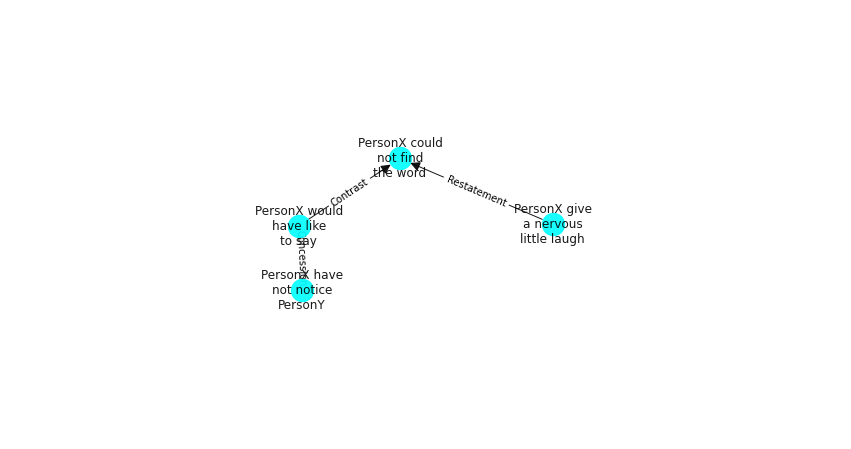 PersonX could
not find
the word
Contrast
Restatement
PersonX would
have like
to say
PersonX give
a nervous
little laugh
PersonX have
not notice
PersonY